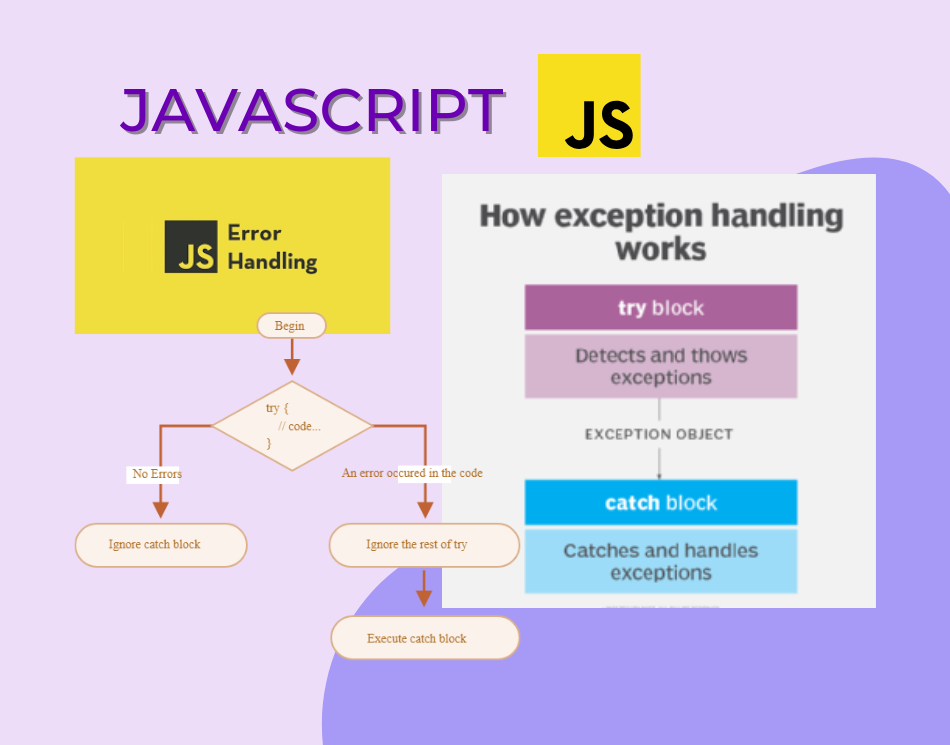 JAVASCRIPT
JS
JS
Error
Handling
Begin
try {
// code...
}
No Errors
An error occured in the code
Ignore catch block
Ignore the rest of try
Execute catch block
How exception handling
works
try block
Detects and thows
exceptions
EXCEPTION OBJECT
catch block
Catches and handles
exceptions